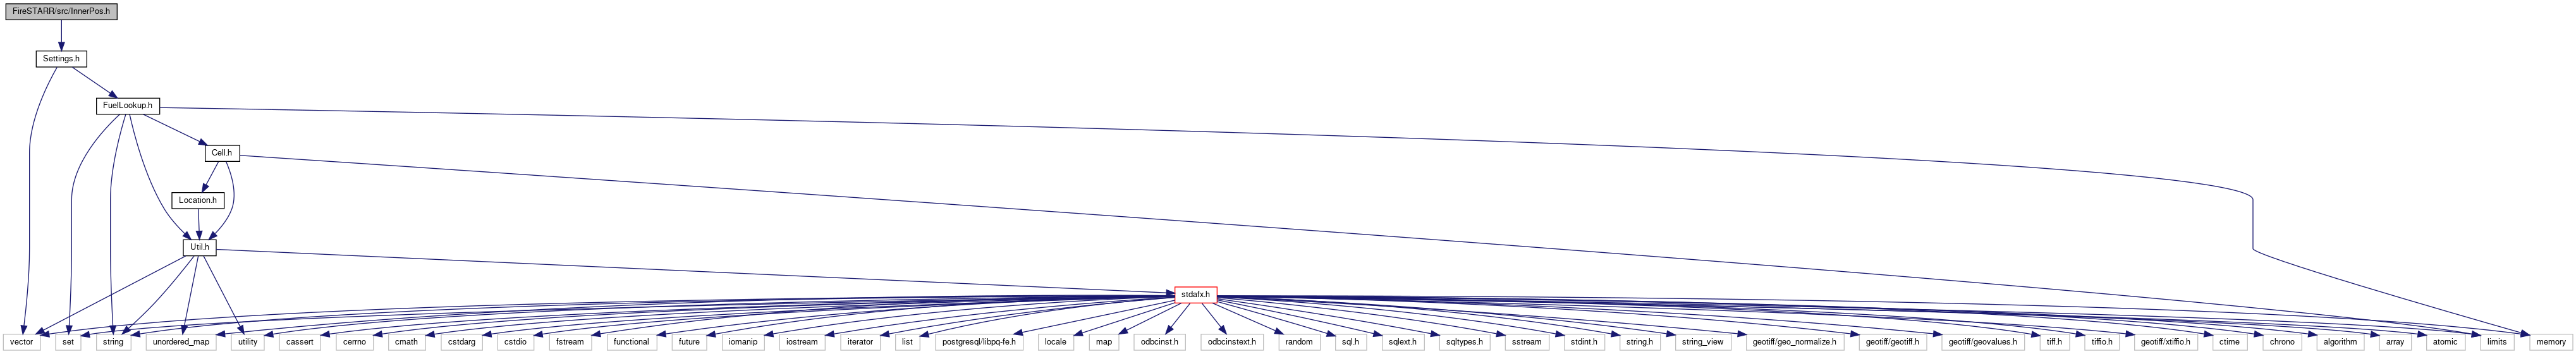 FireSTARR/src/InnerPos.h
Settings.h
FuelLookup.h
Cell.h
Location.h
Util.h
stdafx.h
vector
set
string
unordered_map
utility
cassert
cerrno
cmath
cstdarg
cstdio
fstream
functional
future
iomanip
iostream
iterator
list
postgresql/libpq-fe.h
locale
map
odbcinst.h
odbcinstext.h
random
sql.h
sqlext.h
sqltypes.h
sstream
stdint.h
string.h
string_view
geotiff/geo_normalize.h
geotiff/geotiff.h
geotiff/geovalues.h
tiff.h
tiffio.h
geotiff/xtiffio.h
ctime
chrono
algorithm
array
atomic
limits
memory